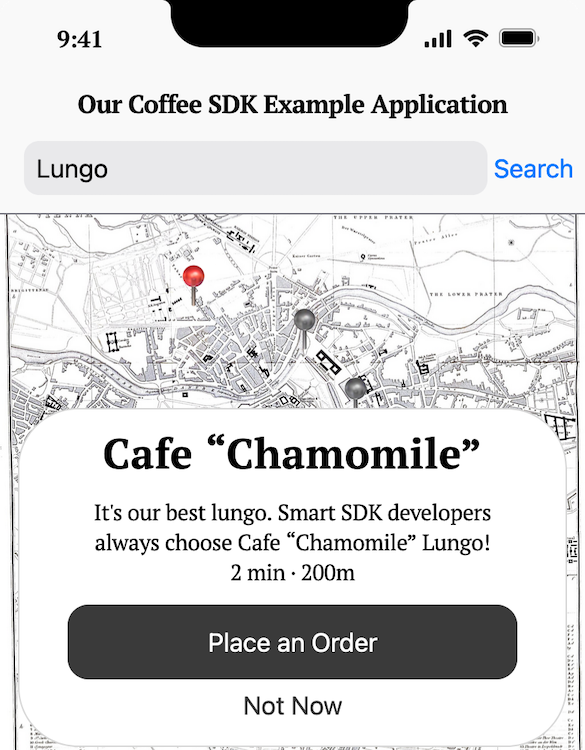 9:41
Our Coffee SDK Example Application
Lungo
Search
THE UPPER PRATER
THE LOWER PRATER
Cafe “Chamomile”
It's our best lungo. Smart SDK developers
always choose Cafe “Chamomile” Lungo!
2 min · 200m
Place an Order
Not Now